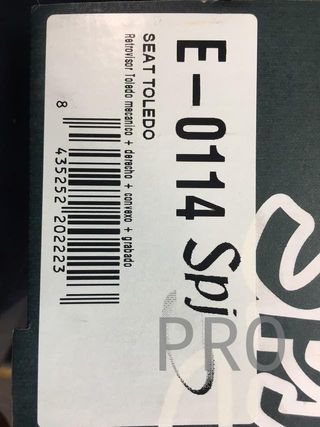 E-0114 Spj
SEAT TOLEDO
Retrovisor Toledo mecanico + derecho + convexo + grabado
8 435252 202223
PRO